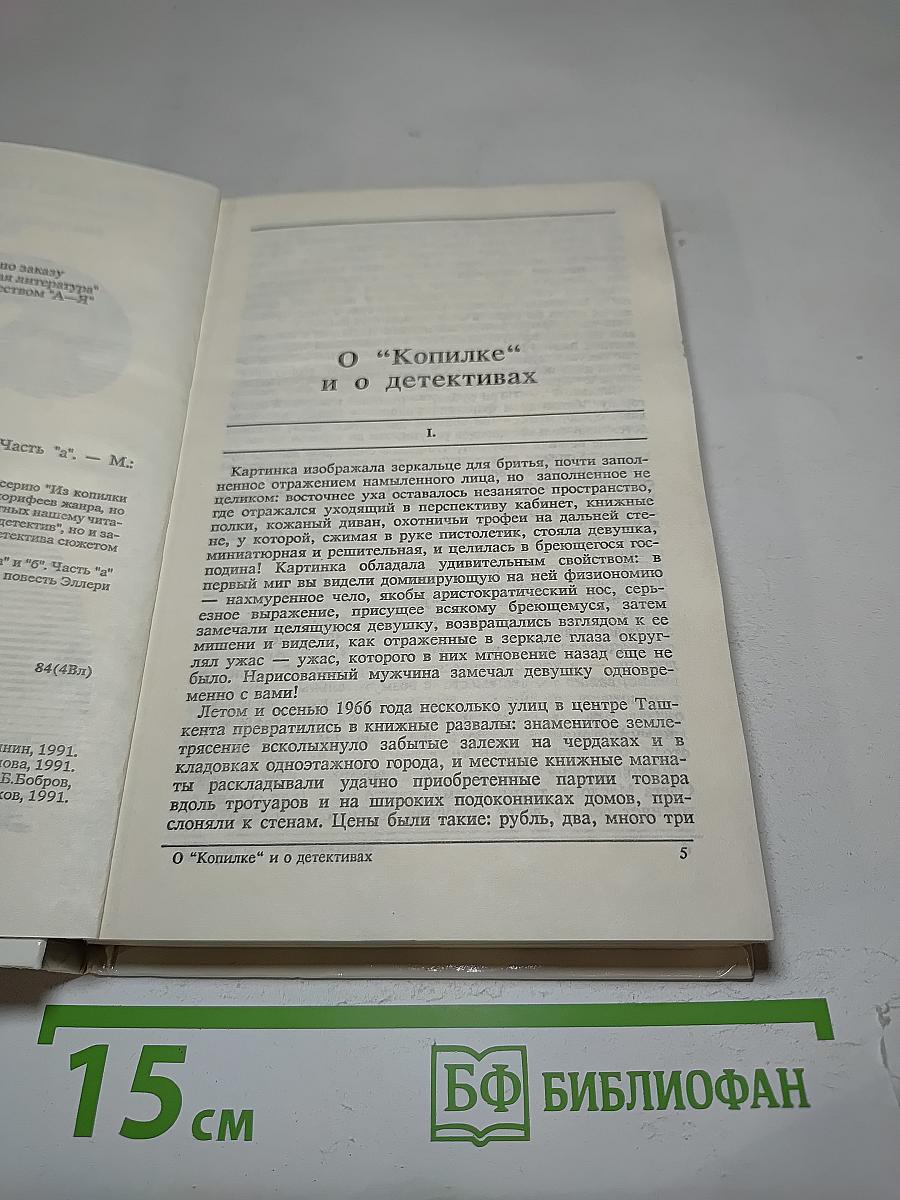 по заказу
ая литература"
еством "А—Я"
Часть "а". — М.:
серию "Из копилки
корифеев жанра, но
тных нашему чита-
детектив", но и за-
детектива сюжетом
а" и "б". Часть "а"
повесть Эллери
84(4Вл)
нин, 1991.
нова, 1991.
Б.Бобров,
ков, 1991.
О “Копилке“
и о детективах
I.
Картинка изображала зеркальце для бритья, почти запол-
ненное отражением намыленного лица, но заполненное не
целиком: восточнее уха оставалось незанятое пространство,
где отражался уходящий в перспективу кабинет, книжные
полки, кожаный диван, охотничьи трофеи на дальней сте-
не, у которой, сжимая в руке пистолетик, стояла девушка,
миниатюрная и решительная, и целилась в бреющегося гос-
подина! Картинка обладала удивительным свойством: в
первый миг вы видели доминирующую на ней физиономию
— нахмуренное чело, якобы аристократический нос, серь-
езное выражение, присущее всякому бреющемуся, затем
замечали целящуюся девушку, возвращались взглядом к ее
мишени и видели, как отраженные в зеркале глаза округ-
лял ужас — ужас, которого в них мгновение назад еще не
было. Нарисованный мужчина замечал девушку одновре-
менно с вами!
Летом и осенью 1966 года несколько улиц в центре Таш-
кента превратились в книжные развалы: знаменитое земле-
трясение всколыхнуло забытые залежи на чердаках и в
кладовках одноэтажного города, и местные книжные магна-
ты раскладывали удачно приобретенные партии товара
вдоль тротуаров и на широких подоконниках домов, при-
слоняли к стенам. Цены были такие: рубль, два, много три
О “Копилке“ и о детективах 5
15 см
БФ БИБЛИОФАН